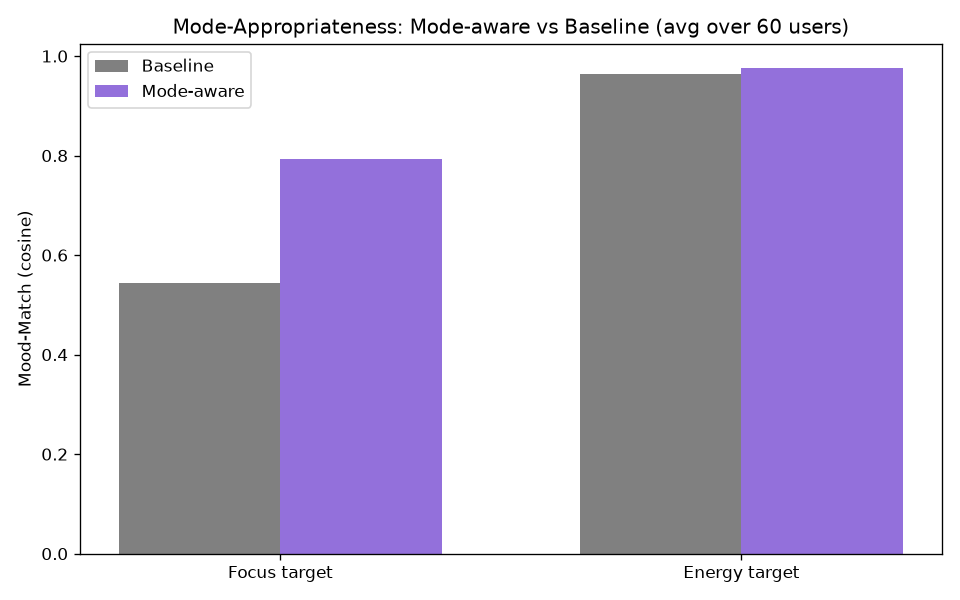 Mode-Appropriateness: Mode-aware vs Baseline (avg over 60 users)
Baseline
Mode-aware
Mood-Match (cosine)
1.0
0.8
0.6
0.4
0.2
0.0
Focus target
Energy target